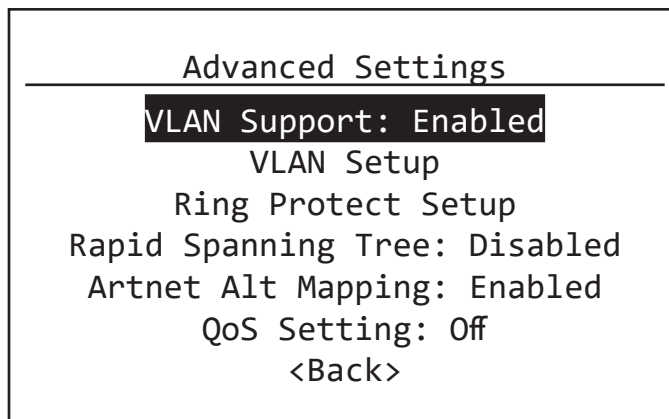 Advanced Settings
VLAN Support: Enabled
VLAN Setup
Ring Protect Setup
Rapid Spanning Tree: Disabled
Artnet Alt Mapping: Enabled
QoS Setting: Off
<Back>